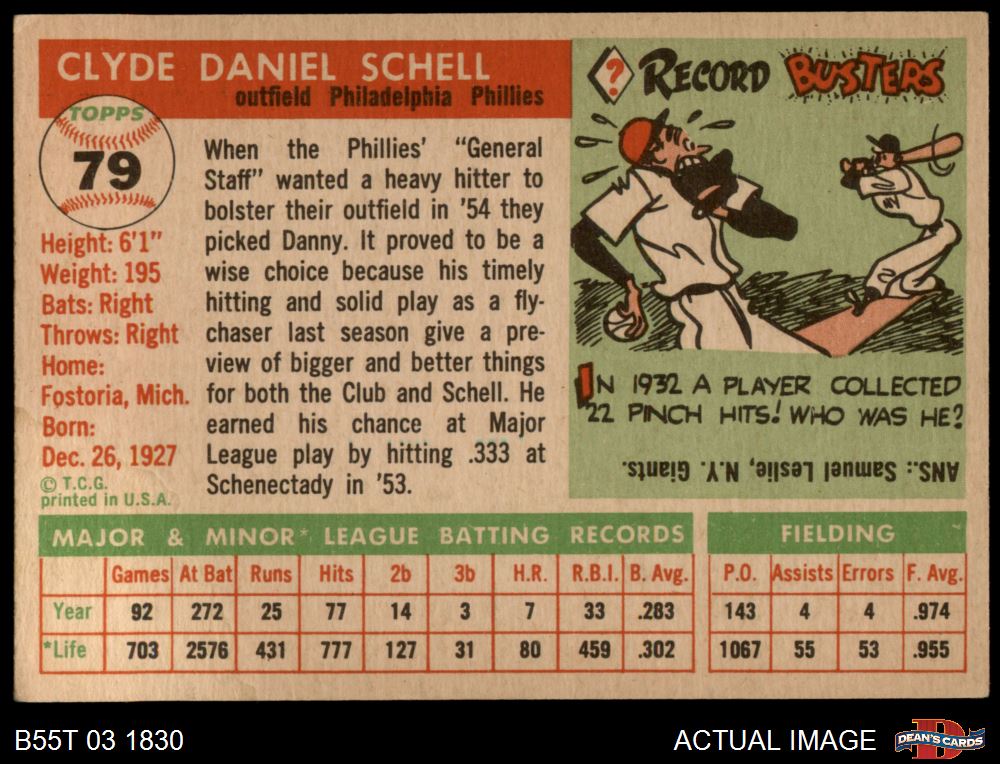 CLYDE DANIEL SCHELL
outfield Philadelphia Phillies
TOPPS
79
Height: 6'1"
Weight: 195
Bats: Right
Throws: Right
Home:
Fostoria, Mich.
Born:
Dec. 26, 1927
© T.C.G.
printed in U.S.A.
When the Phillies' "General
Staff" wanted a heavy hitter to
bolster their outfield in '54 they
picked Danny. It proved to be a
wise choice because his timely
hitting and solid play as a fly-
chaser last season give a pre-
view of bigger and better things
for both the Club and Schell. He
earned his chance at Major
League play by hitting .333 at
Schenectady in '53.
? RECORD BUSTERS
NY
IN 1932 A PLAYER COLLECTED
22 PINCH HITS! WHO WAS HE?
ANS.: Samuel Leslie, N.Y. Giants.
MAJOR & MINOR* LEAGUE BATTING RECORDS FIELDING
Games At Bat Runs Hits 2b 3b H.R. R.B.I. B. Avg. P.O. Assists Errors F. Avg.
Year 92 272 25 77 14 3 7 33 .283 143 4 4 .974
*Life 703 2576 431 777 127 31 80 459 .302 1067 55 53 .955
B55T 03 1830
ACTUAL IMAGE
D
DEAN'S CARDS